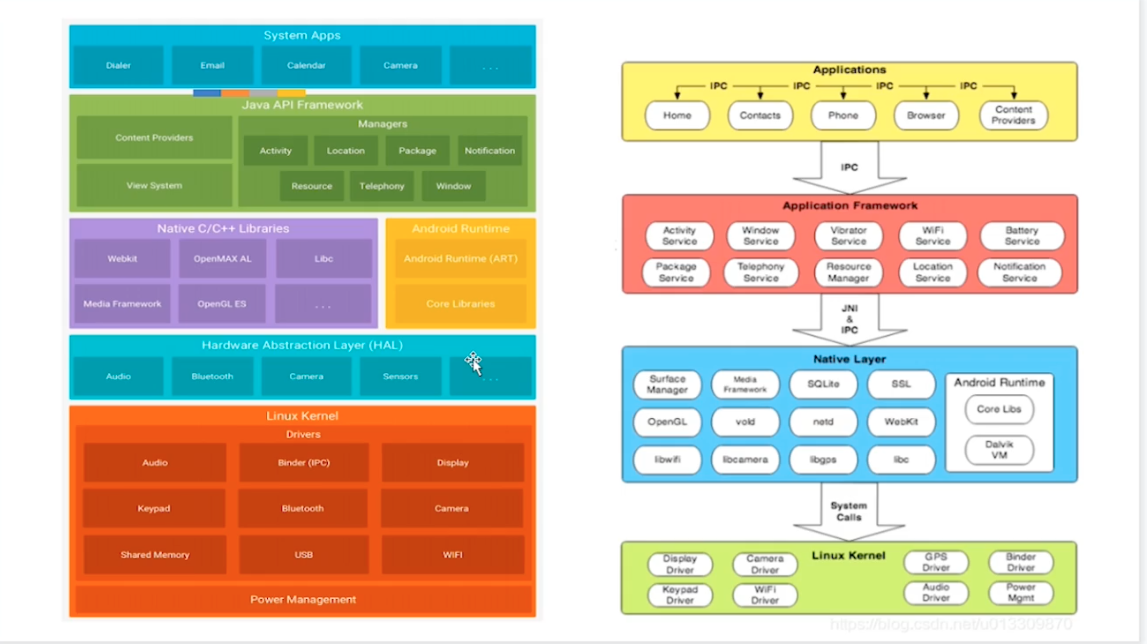 System Apps
Dialer
Email
Calendar
Camera
. . .
Java API Framework
Content Providers
View System
Managers
Activity
Location
Package
Notification
Resource
Telephony
Window
Native C/C++ Libraries
Webkit
OpenMAX AL
Libc
Media Framework
OpenGL ES
. . .
Android Runtime
Android Runtime (ART)
Core Libraries
Hardware Abstraction Layer (HAL)
Audio
Bluetooth
Camera
Sensors
. . .
Linux Kernel
Drivers
Audio
Binder (IPC)
Display
Keypad
Bluetooth
Camera
Shared Memory
USB
WIFI
Power Management
Applications
IPC
IPC
IPC
IPC
Home
Contacts
Phone
Browser
Content
Providers
IPC
Application Framework
Activity
Service
Window
Service
Vibrator
Service
WiFi
Service
Battery
Service
Package
Service
Telephony
Service
Resource
Manager
Location
Service
Notification
Service
JNI
&
IPC
Native Layer
Surface
Manager
Media
Framework
SQLite
SSL
OpenGL
vold
netd
WebKit
libwifi
libcamera
libgps
libc
Android Runtime
Core Libs
Dalvik
VM
System
Calls
Linux Kernel
Display
Driver
Camera
Driver
GPS
Driver
Binder
Driver
Keypad
Driver
WiFi
Driver
Audio
Driver
Power
Mgmt
https://blog.csdn.net/u013309870